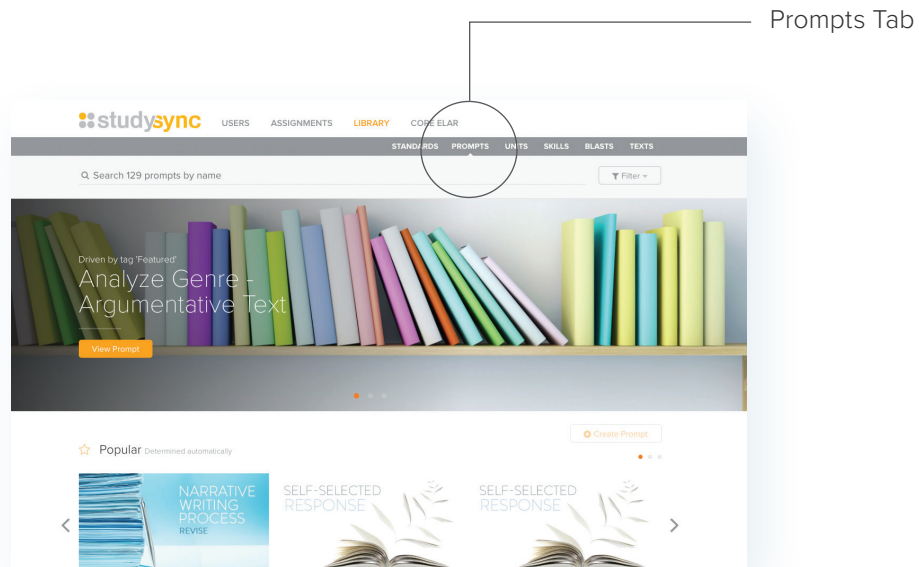 Prompts Tab
studysync USERS ASSIGNMENTS LIBRARY CORE ELAR
STANDARDS PROMPTS UNITS SKILLS BLASTS TEXTS
Search 129 prompts by name Filter
Driven by tag 'Featured'
Analyze Genre -
Argumentative Text
View Prompt
Create Prompt
Popular Determined automatically
NARRATIVE
WRITING
PROCESS
REVISE
SELF-SELECTED
RESPONSE
SELF-SELECTED
RESPONSE